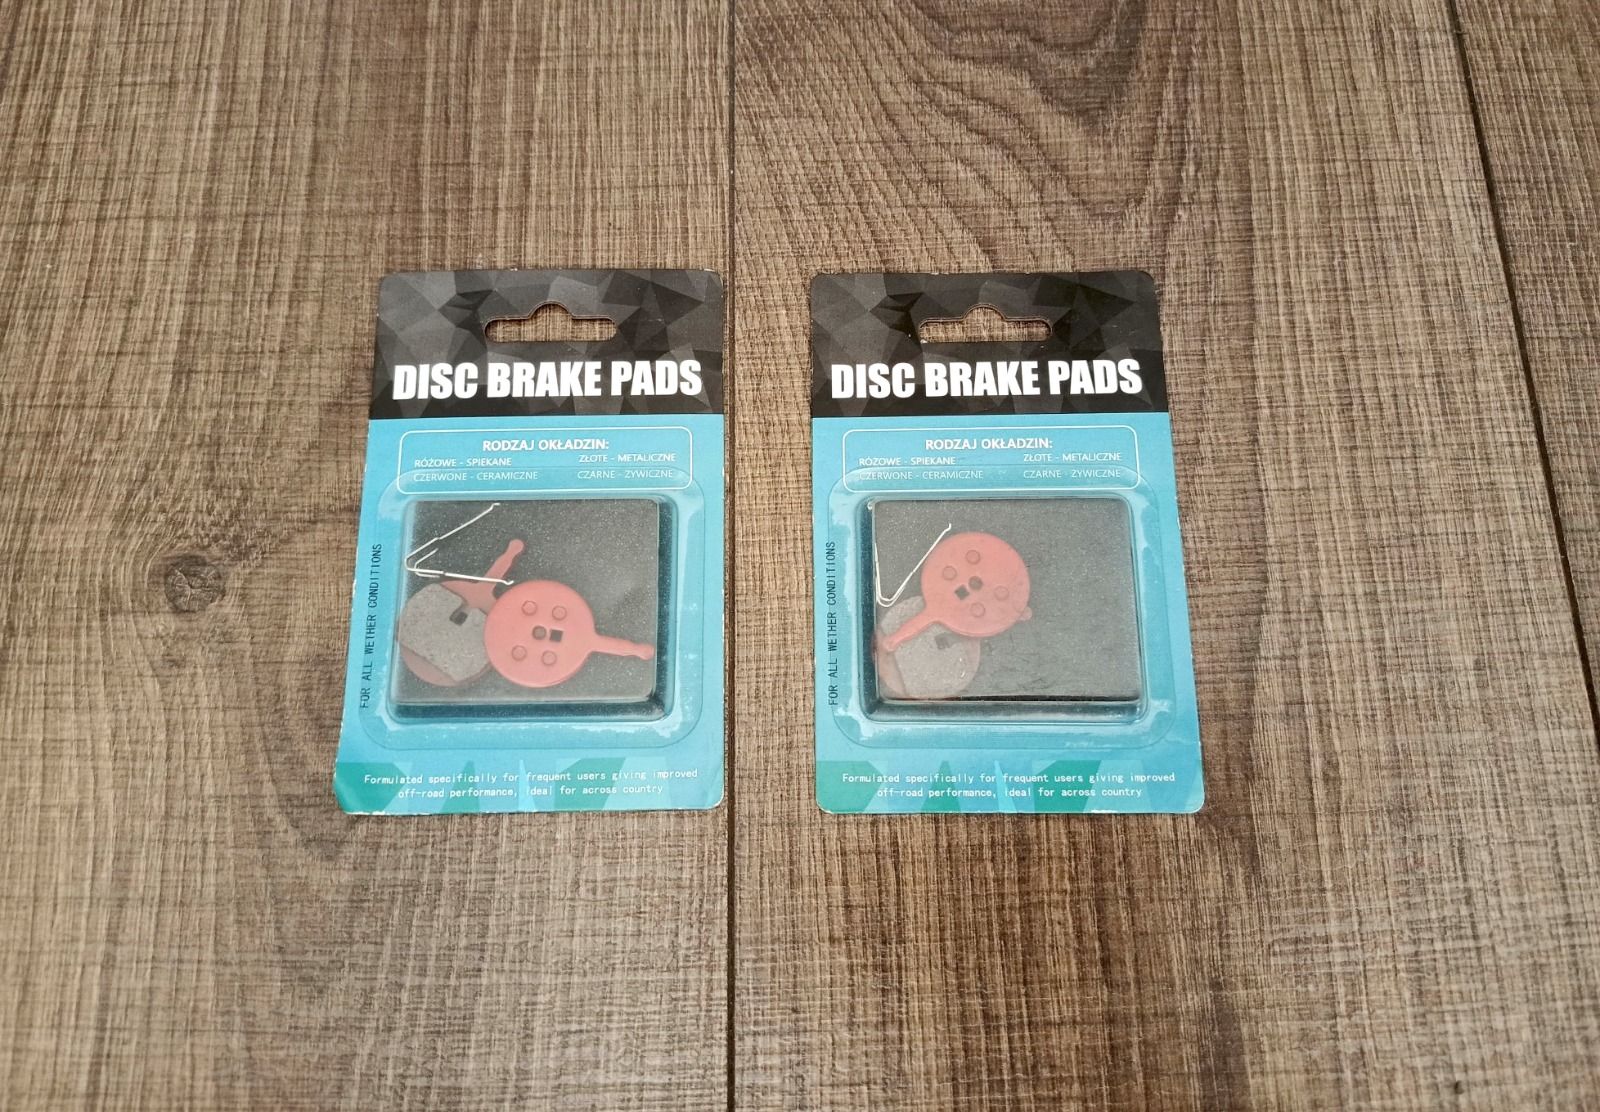 DISC BRAKE PADS
RODZAJ OKŁADZIN:
RÓŻOWE - SPIEKANE ZŁOTE - METALICZNE
CZERWONE - CERAMICZNE CZARNE - ŻYWICZNE
FOR ALL WETHER CONDITIONS
Formulated specifically for frequent users giving improved
off-road performance, ideal for across country
DISC BRAKE PADS
RODZAJ OKŁADZIN:
RÓŻOWE - SPIEKANE ZŁOTE - METALICZNE
CZERWONE - CERAMICZNE CZARNE - ŻYWICZNE
FOR ALL WETHER CONDITIONS
Formulated specifically for frequent users giving improved
off-road performance, ideal for across country